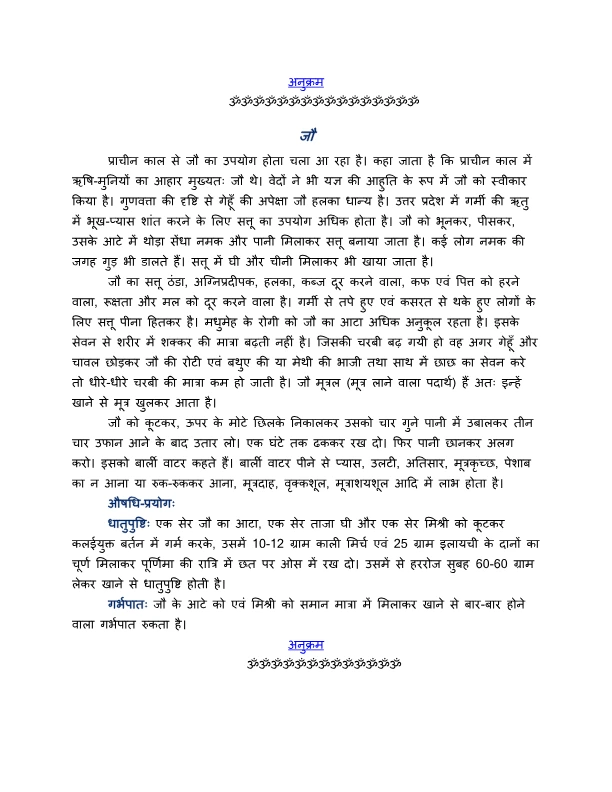 अनुक्रम
ॐॐॐॐॐॐॐॐॐॐॐॐॐॐॐॐ
जौ
प्राचीन काल से जौ का उपयोग होता चला आ रहा है। कहा जाता है कि प्राचीन काल में
ऋषि-मुनियों का आहार मुख्यतः जौ थे। वेदों ने भी यज्ञ की आहुति के रूप में जौ को स्वीकार
किया है। गुणवत्ता की दृष्टि से गेहूँ की अपेक्षा जौ हलका धान्य है। उत्तर प्रदेश में गर्मी की ऋतु
में भूख-प्यास शांत करने के लिए सत्तू का उपयोग अधिक होता है। जौ को भूनकर, पीसकर,
उसके आटे में थोड़ा सेंधा नमक और पानी मिलाकर सत्तू बनाया जाता है। कई लोग नमक की
जगह गुड़ भी डालते हैं। सत्तू में घी और चीनी मिलाकर भी खाया जाता है।
जौ का सत्तू ठंडा, अग्निप्रदीपक, हलका, कब्ज दूर करने वाला, कफ एवं पित्त को हरने
वाला, रूक्षता और मल को दूर करने वाला है। गर्मी से तपे हुए एवं कसरत से थके हुए लोगों के
लिए सत्तू पीना हितकर है। मधुमेह के रोगी को जौ का आटा अधिक अनुकूल रहता है। इसके
सेवन से शरीर में शक्कर की मात्रा बढ़ती नहीं है। जिसकी चरबी बढ़ गयी हो वह अगर गेहूँ और
चावल छोड़कर जौ की रोटी एवं बथुए की या मेथी की भाजी तथा साथ में छाछ का सेवन करे
तो धीरे-धीरे चरबी की मात्रा कम हो जाती है। जौ मूत्रल (मूत्र लाने वाला पदार्थ) हैं अतः इन्हें
खाने से मूत्र खुलकर आता है।
जौ को कूटकर, ऊपर के मोटे छिलके निकालकर उसको चार गुने पानी में उबालकर तीन
चार उफान आने के बाद उतार लो। एक घंटे तक ढककर रख दो। फिर पानी छानकर अलग
करो। इसको बार्ली वाटर कहते हैं। बार्ली वाटर पीने से प्यास, उलटी, अतिसार, मूत्रकृच्छ, पेशाब
का न आना या रुक-रुककर आना, मूत्रदाह, वृक्कशूल, मूत्राशयशूल आदि में लाभ होता है।
औषधि-प्रयोगः
धातुपुष्टिः एक सेर जौ का आटा, एक सेर ताजा घी और एक सेर मिश्री को कूटकर
कलईयुक्त बर्तन में गर्म करके, उसमें 10-12 ग्राम काली मिर्च एवं 25 ग्राम इलायची के दानों का
चूर्ण मिलाकर पूर्णिमा की रात्रि में छत पर ओस में रख दो। उसमें से हररोज सुबह 60-60 ग्राम
लेकर खाने से धातुपुष्टि होती है।
गर्भपातः जौ के आटे को एवं मिश्री को समान मात्रा में मिलाकर खाने से बार-बार होने
वाला गर्भपात रुकता है।
अनुक्रम
ॐॐॐॐॐॐॐॐॐॐॐॐॐ